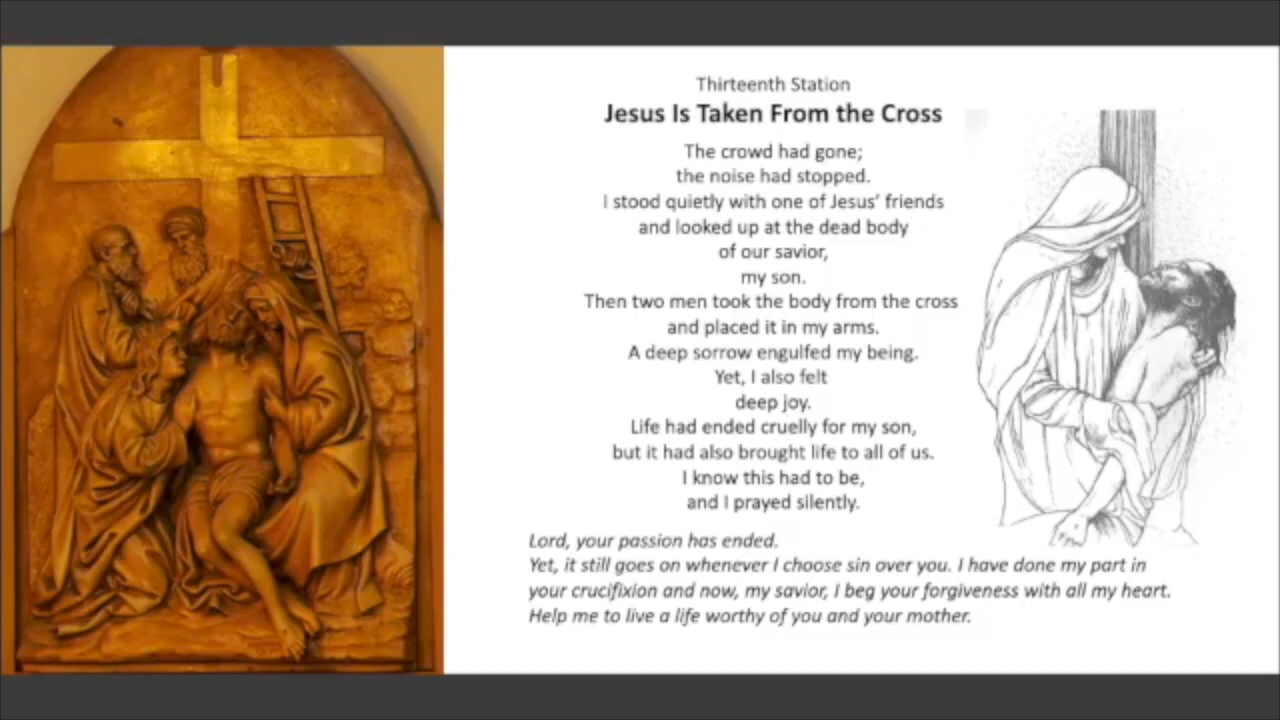 Thirteenth Station
Jesus Is Taken From the Cross
The crowd had gone;
the noise had stopped.
I stood quietly with one of Jesus’ friends
and looked up at the dead body
of our savior,
my son.
Then two men took the body from the cross
and placed it in my arms.
A deep sorrow engulfed my being.
Yet, I also felt
deep joy.
Life had ended cruelly for my son,
but it had also brought life to all of us.
I know this had to be,
and I prayed silently.
Lord, your passion has ended.
Yet, it still goes on whenever I choose sin over you. I have done my part in
your crucifixion and now, my savior, I beg your forgiveness with all my heart.
Help me to live a life worthy of you and your mother.